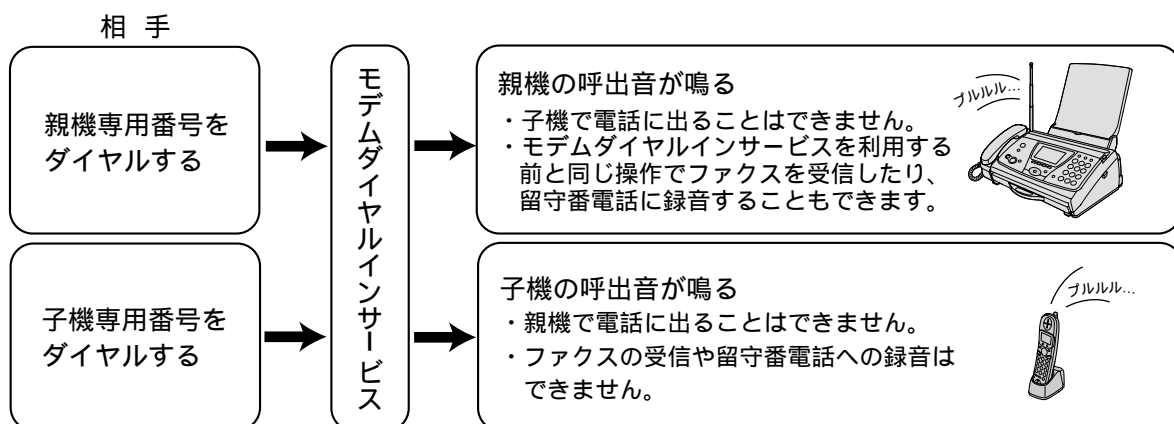 相 手
親機専用番号を
ダイヤルする
モデムダイヤルインサービス
親機の呼出音が鳴る
・子機で電話に出ることはできません。
・モデムダイヤルインサービスを利用する
前と同じ操作でファクスを受信したり、
留守番電話に録音することもできます。
プルルル...
子機専用番号を
ダイヤルする
子機の呼出音が鳴る
・親機で電話に出ることはできません。
・ファクスの受信や留守番電話への録音は
できません。
プルルル...